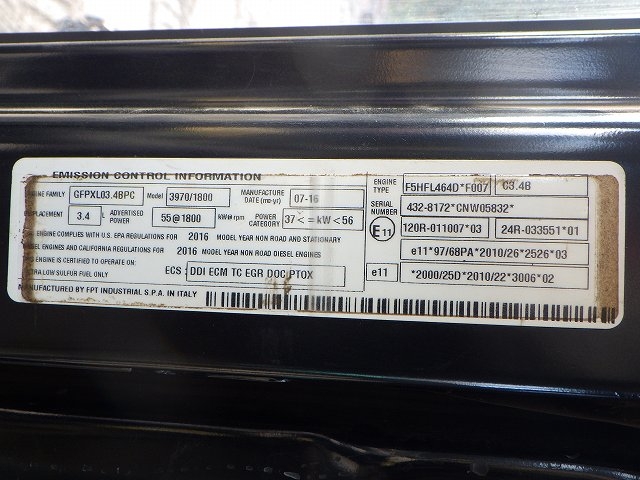 EMISSION CONTROL INFORMATION
ENGINE FAMILY GFPXL03.4BPC Model 3970/1800 MANUFACTURE DATE (mo-yr) 07-16
DISPLACEMENT 3.4 L ADVERTISED POWER 55@1800 kW@rpm POWER CATEGORY 37 < = kW < 56
ENGINE COMPLIES WITH U.S. EPA REGULATIONS FOR 2016 MODEL YEAR NON ROAD AND STATIONARY
DIESEL ENGINES AND CALIFORNIA REGULATIONS FOR 2016 MODEL YEAR NON ROAD DIESEL ENGINES
THIS ENGINE IS CERTIFIED TO OPERATE ON:
ULTRA LOW SULFUR FUEL ONLY ECS : DDI ECM TC EGR DOC PTOX
MANUFACTURED BY FPT INDUSTRIAL S.P.A. IN ITALY
ENGINE TYPE F5HFL464D*F007 C3.4B
SERIAL NUMBER 432-8172*CNW05832*
E11 120R-011007*03 24R-033551*01
e11*97/68PA*2010/26*2526*03
e11 *2000/25D*2010/22*3006*02